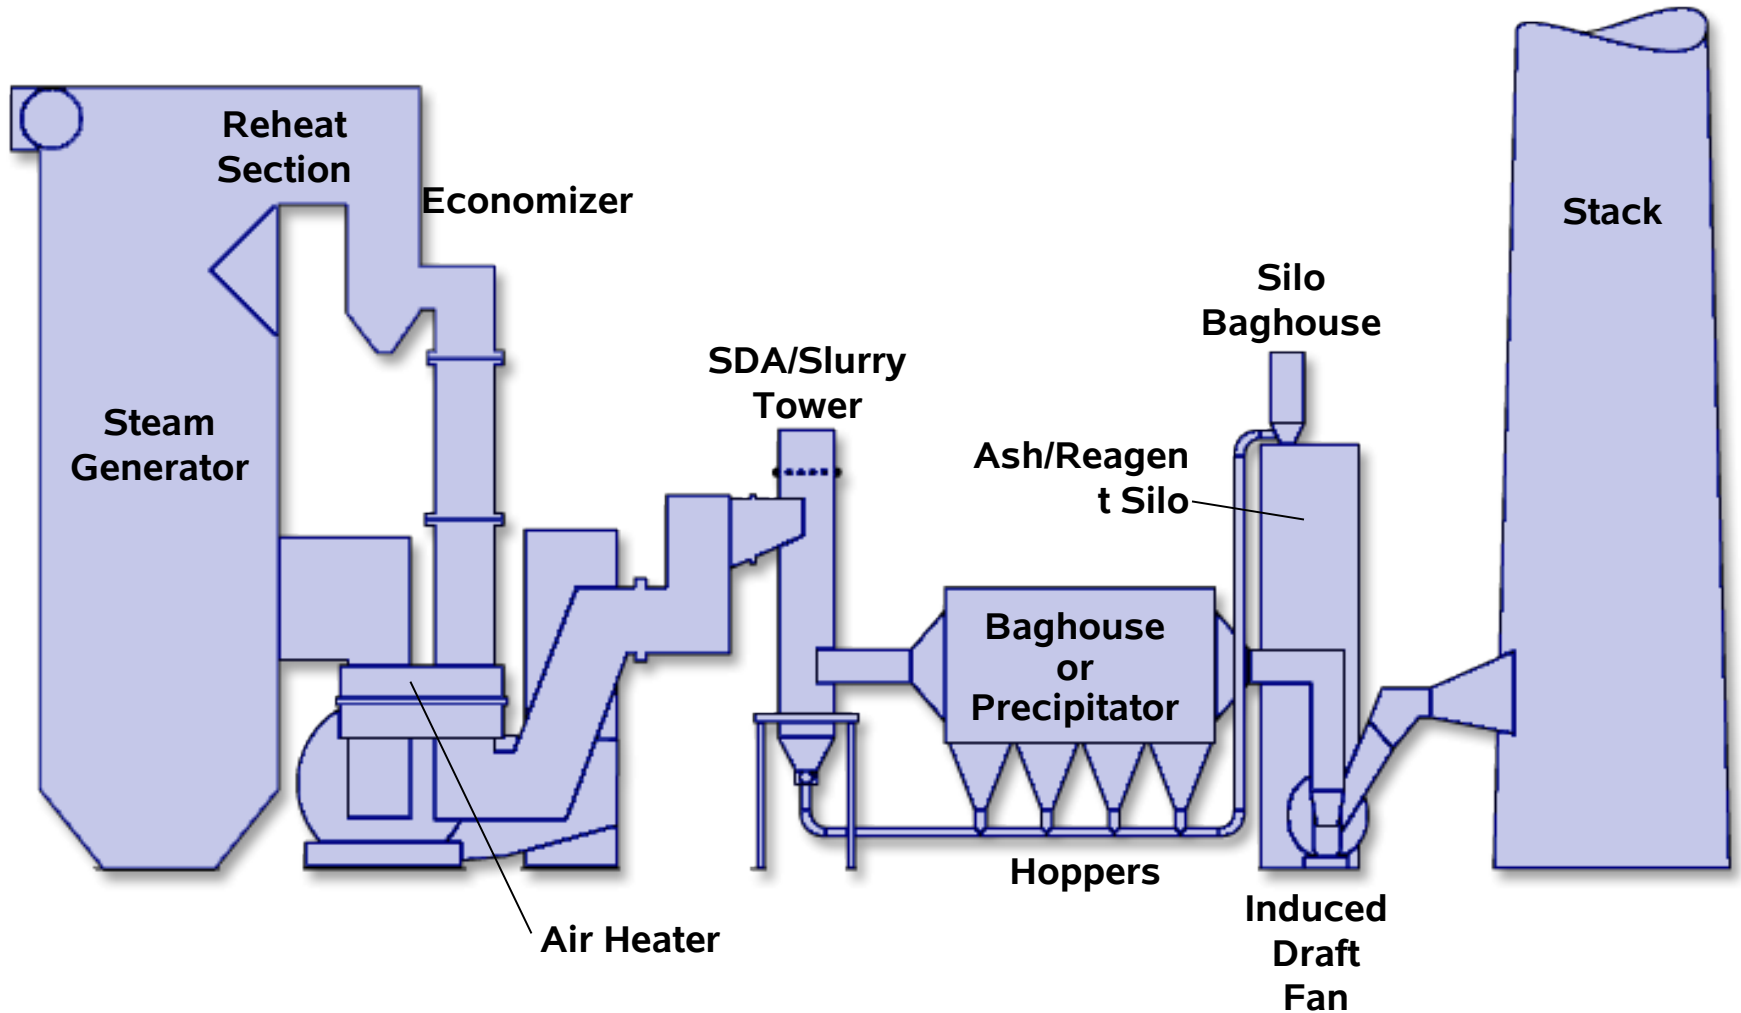 Reheat
Section
Economizer
Stack
Silo
Baghouse
SDA/Slurry
Tower
Steam
Generator
Ash/Reagen
t Silo
Baghouse
or
Precipitator
Hoppers
Induced
Draft
Fan
Air Heater